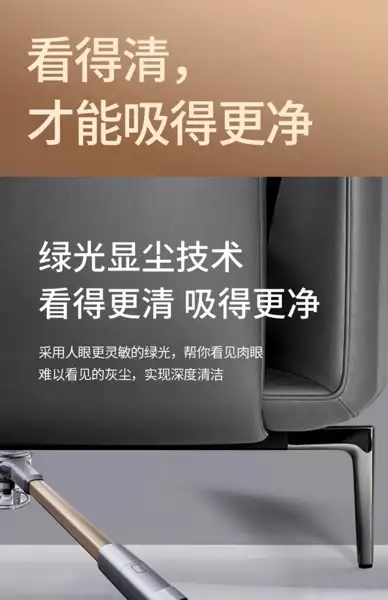 看得清，
才能吸得更净
绿光显尘技术
看得更清 吸得更净
采用人眼更灵敏的绿光，帮你看见肉眼
难以看见的灰尘，实现深度清洁